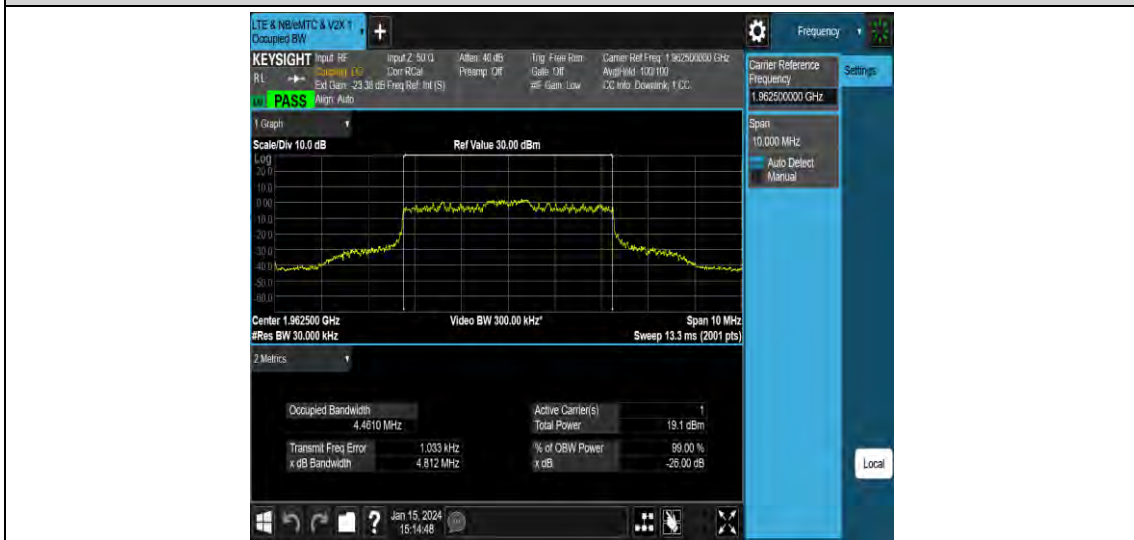 LTE & NB/eMTC & V2X 1
Occupied BW
+
Frequency
KEYSIGHT Input: RF
Input Z: 50 Ω
Atten: 40 dB
Trig: Free Run
Carrier Ref Freq: 1.962500000 GHz
RL
Coupling: DC
Corr RCal
Preamp: Off
Gate: Off
Avg|Hold: 100/100
Ext Gain: -23.38 dB
Freq Ref: Int (S)
#IF Gain: Low
CC Info: Downlink, 1 CC
PASS
Align: Auto
Carrier Reference
Frequency
1.962500000 GHz
Settings
Span
10.000 MHz
Auto Detect
Manual
1 Graph
Scale/Div 10.0 dB
Ref Value 30.00 dBm
Log
20.0
10.0
0.00
-10.0
-20.0
-30.0
-40.0
-50.0
-60.0
Center 1.962500 GHz
Video BW 300.00 kHz*
Span 10 MHz
#Res BW 30.000 kHz
Sweep 13.3 ms (2001 pts)
2 Metrics
Occupied Bandwidth
4.4610 MHz
Active Carrier(s) 1
Total Power 19.1 dBm
Transmit Freq Error 1.033 kHz
% of OBW Power 99.00 %
x dB Bandwidth 4.812 MHz
x dB -26.00 dB
Local
?
Jan 15, 2024
15:14:48